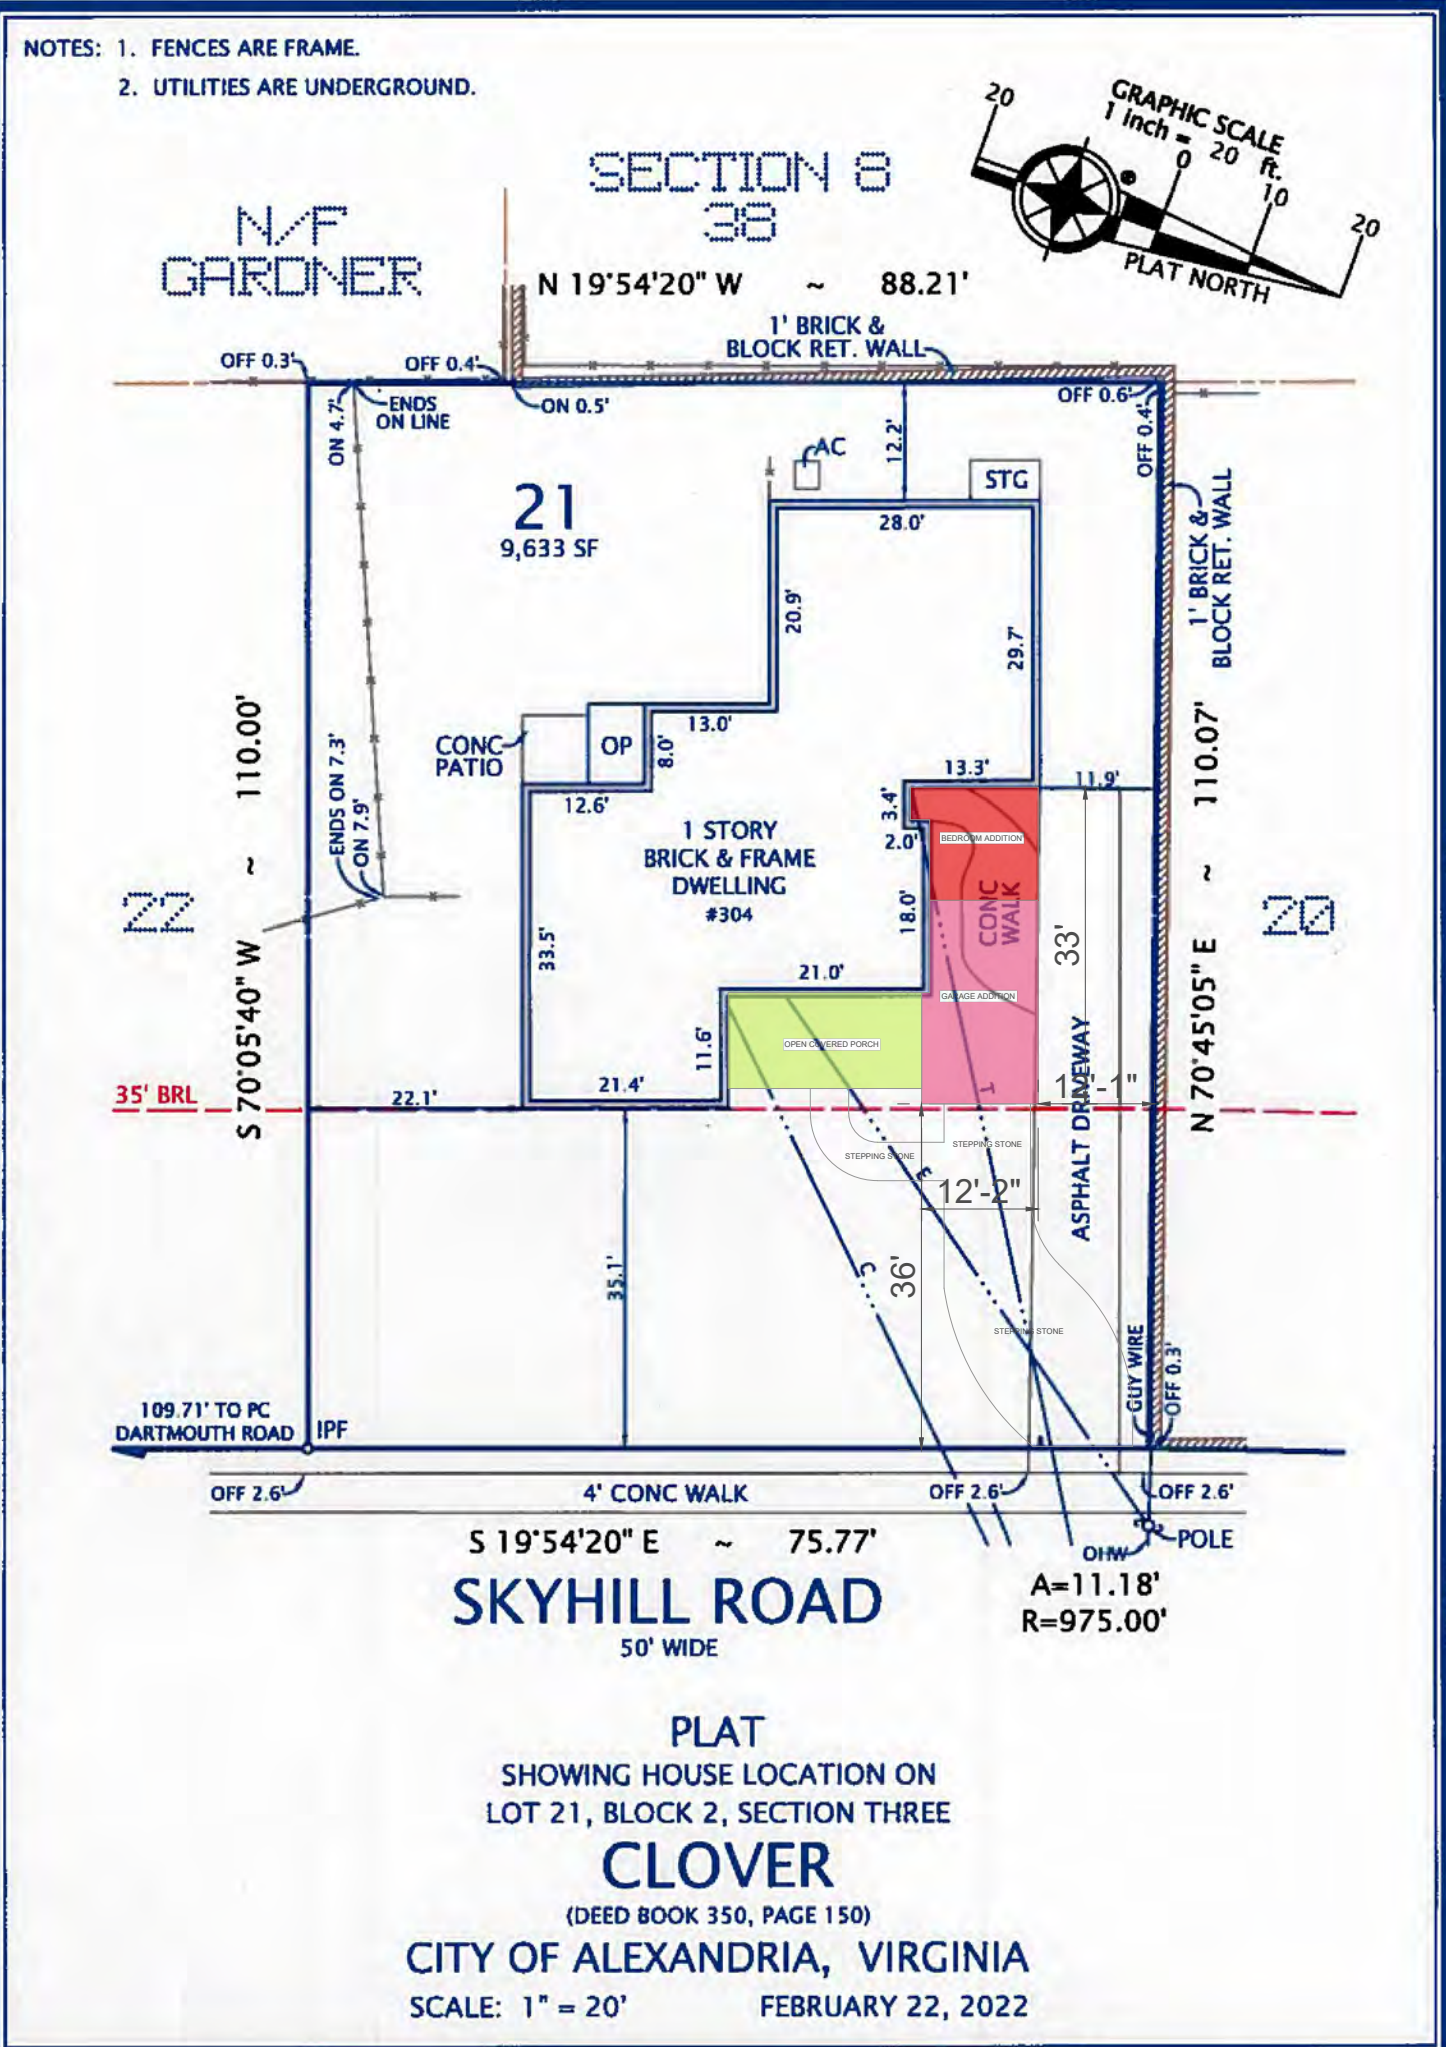 NOTES: 1. FENCES ARE FRAME.
2. UTILITIES ARE UNDERGROUND.
GRAPHIC SCALE
1 inch = 20 ft.
20
0
10
20
PLAT NORTH
SECTION 8
38
N/F
GARDNER
N 19°54'20" W ~ 88.21'
1' BRICK &
BLOCK RET. WALL
OFF 0.3'
OFF 0.4'
ON 4.7'
ENDS
ON LINE
ON 0.5'
OFF 0.6'
OFF 0.4'
12.2'
AC
STG
1' BRICK &
BLOCK RET. WALL
21
9,633 SF
28.0'
20.9'
29.7'
S 70°05'40" W ~ 110.00'
N 70°45'05" E ~ 110.07'
CONC
PATIO
OP
8.0'
13.0'
12.6'
13.3'
11.9'
3.4'
2.0'
ENDS ON 7.3'
ON 7.9'
1 STORY
BRICK & FRAME
DWELLING
#304
BEDROOM ADDITION
CONC
WALK
18.0'
33'
22
20
33.5'
21.0'
GARAGE ADDITION
OPEN COVERED PORCH
11.6'
21.4'
22.1'
35' BRL
T
ASPHALT DRIVEWAY
STEPPING STONE
STEPPING STONE
E
12'-2"
C
36'
35.1'
STEPPING STONE
GUY WIRE
OFF 0.3'
109.71' TO PC
DARTMOUTH ROAD
IPF
OFF 2.6'
4' CONC WALK
OFF 2.6'
OFF 2.6'
S 19°54'20" E ~ 75.77'
OHW
POLE
A=11.18'
R=975.00'
SKYHILL ROAD
50' WIDE
PLAT
SHOWING HOUSE LOCATION ON
LOT 21, BLOCK 2, SECTION THREE
CLOVER
(DEED BOOK 350, PAGE 150)
CITY OF ALEXANDRIA, VIRGINIA
SCALE: 1" = 20' FEBRUARY 22, 2022